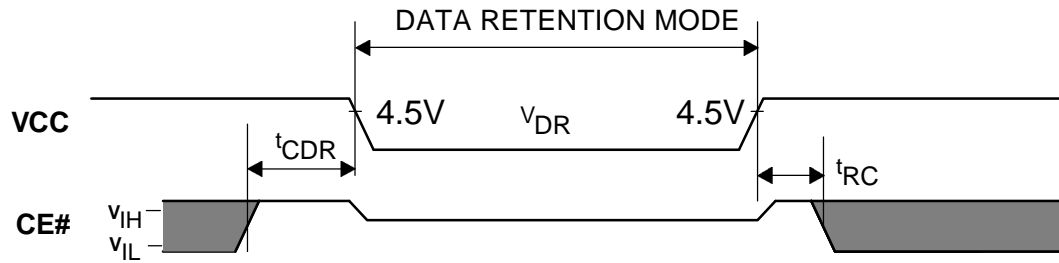 DATA RETENTION MODE
VCC
4.5V
VDR
4.5V
tCDR
tRC
CE#
VIH
VIL